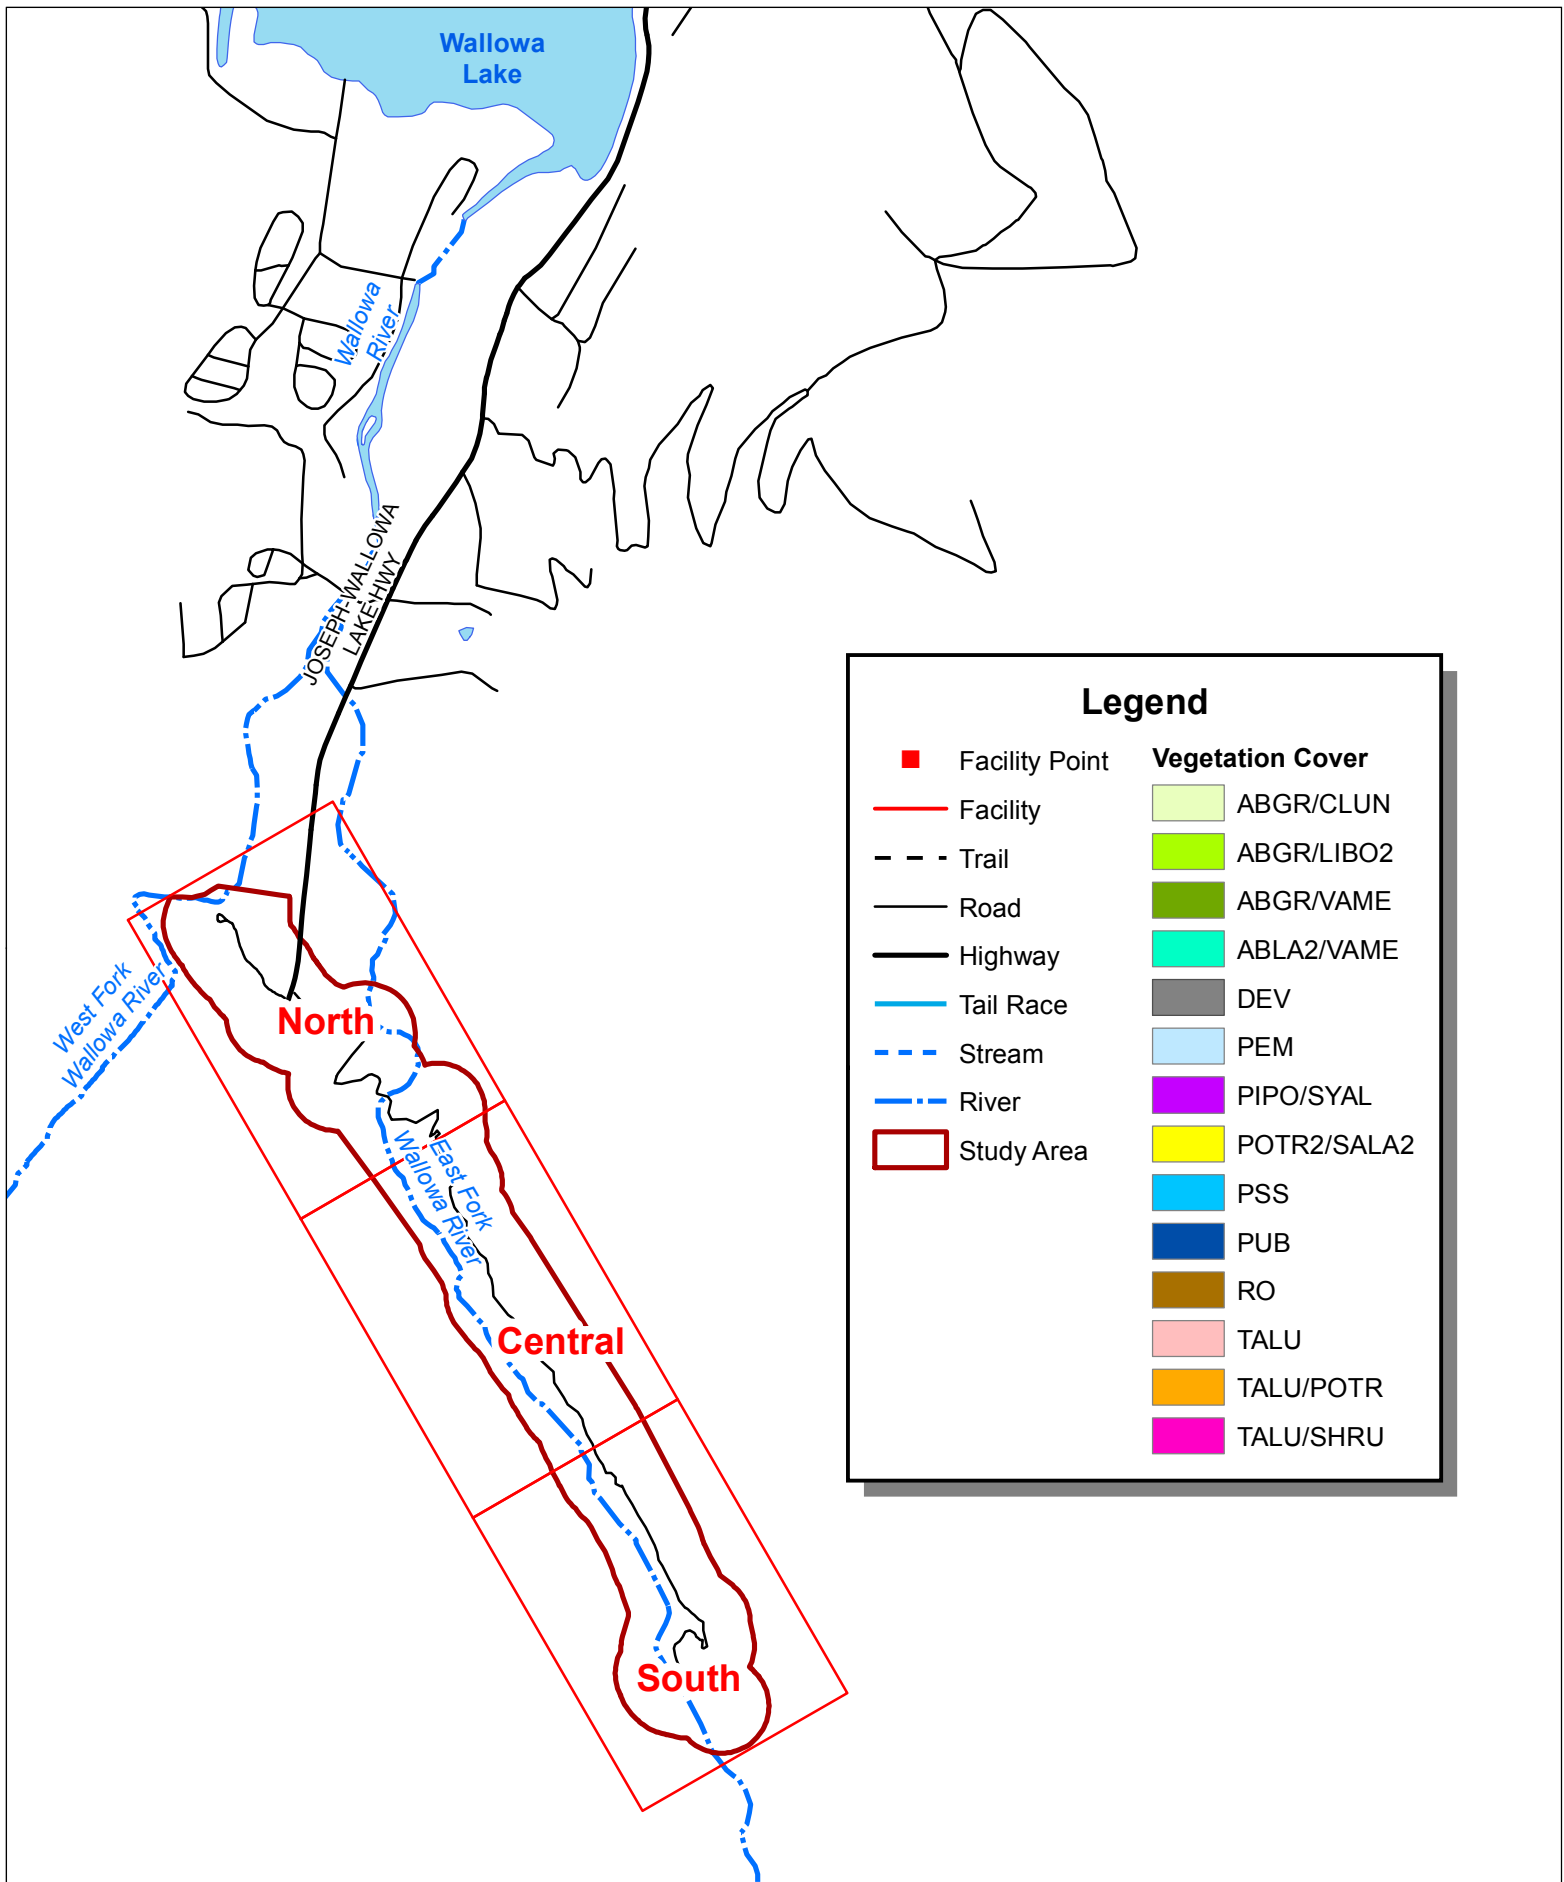 Wallowa
Lake
Wallowa
River
JOSEPH-WALLOWA
LAKE HWY
West Fork
Wallowa River
North
East Fork
Wallowa River
Central
South
Legend
Facility Point
Facility
Trail
Road
Highway
Tail Race
Stream
River
Study Area
Vegetation Cover
ABGR/CLUN
ABGR/LIBO2
ABGR/VAME
ABLA2/VAME
DEV
PEM
PIPO/SYAL
POTR2/SALA2
PSS
PUB
RO
TALU
TALU/POTR
TALU/SHRU